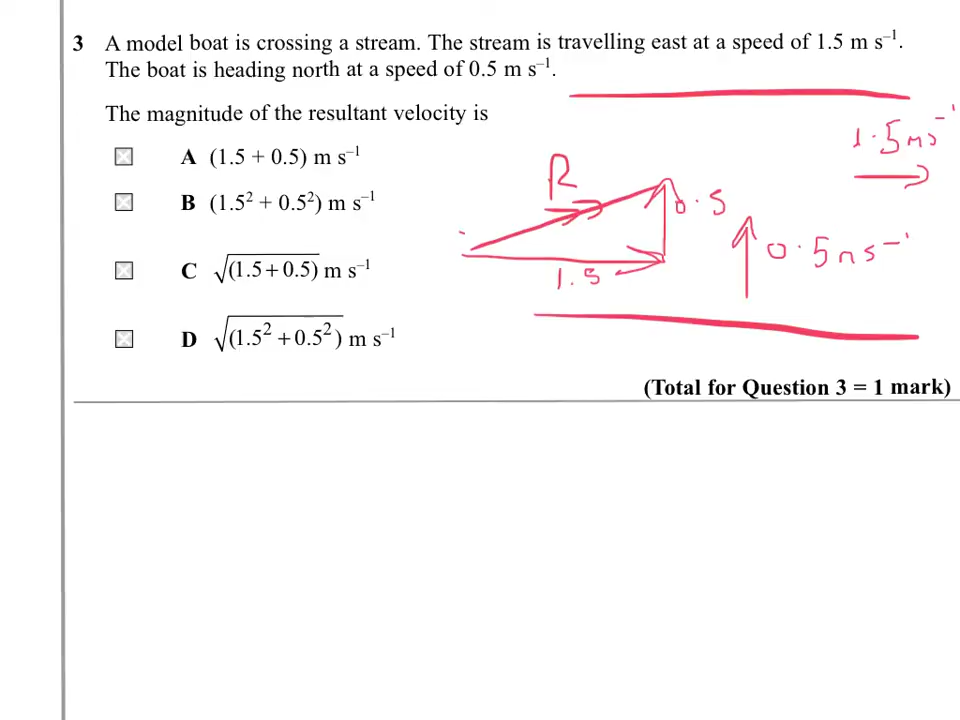 3 A model boat is crossing a stream. The stream is travelling east at a speed of 1.5 m s⁻¹.
The boat is heading north at a speed of 0.5 m s⁻¹.
The magnitude of the resultant velocity is
A (1.5 + 0.5) m s⁻¹
B (1.5² + 0.5²) m s⁻¹
C √(1.5 + 0.5) m s⁻¹
D √(1.5² + 0.5²) m s⁻¹
1.5ms⁻¹
R
0.5
0.5ms⁻¹
1.5
(Total for Question 3 = 1 mark)